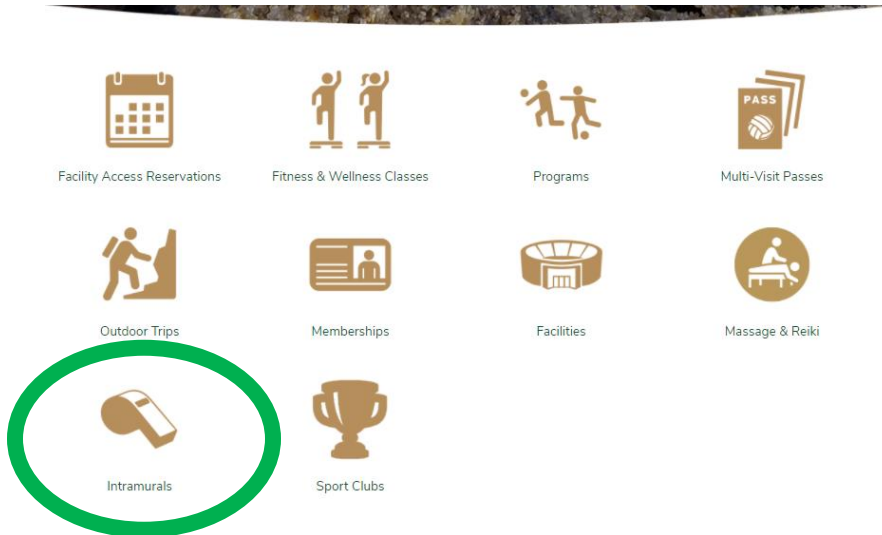 PASS
Facility Access Reservations
Fitness & Wellness Classes
Programs
Multi-Visit Passes
Outdoor Trips
Memberships
Facilities
Massage & Reiki
Intramurals
Sport Clubs